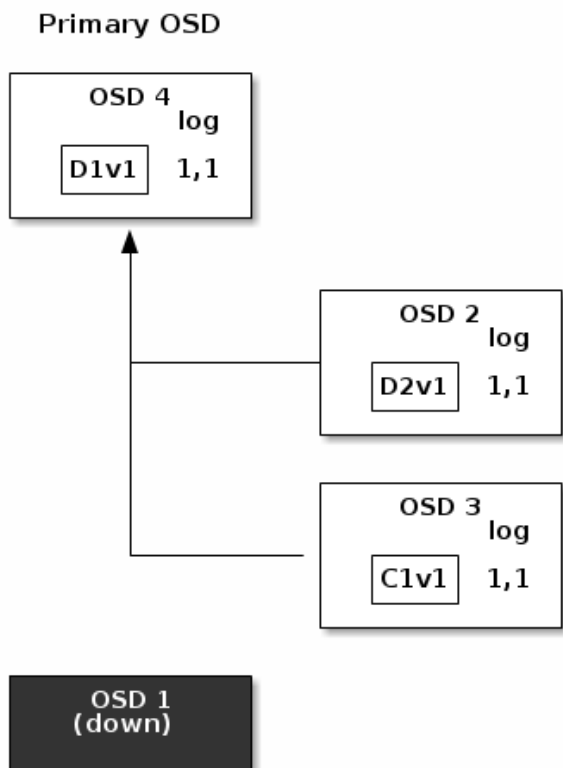 Primary OSD
OSD 4
log
D1v1 1,1
OSD 2
log
D2v1 1,1
OSD 3
log
C1v1 1,1
OSD 1
(down)